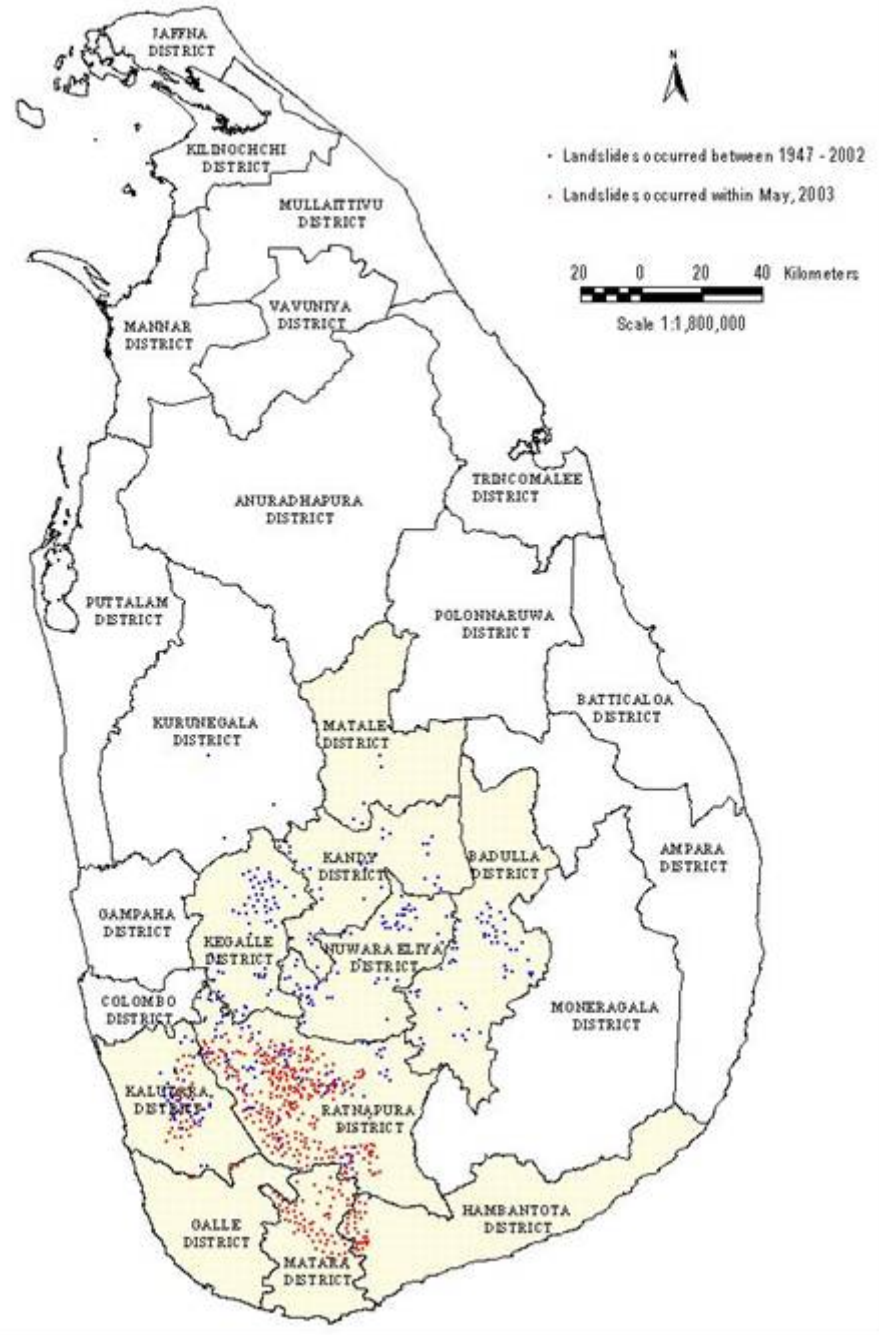 JAFFNA
DISTRICT
N
KILINOCHCHI
DISTRICT
• Landslides occurred between 1947 - 2002
• Landslides occurred within May, 2003
MULLAITTIVU
DISTRICT
20 0 20 40 Kilometers
Scale 1:1,800,000
VAVUNIYA
DISTRICT
MANNAR
DISTRICT
TRINCOMALEE
DISTRICT
ANURADHAPURA
DISTRICT
PUTTALAM
DISTRICT
POLONNARUWA
DISTRICT
BATTICALOA
DISTRICT
KURUNEGALA
DISTRICT
MATALE
DISTRICT
KANDY
DISTRICT
BADULLA
DISTRICT
AMPARA
DISTRICT
GAMPAHA
DISTRICT
KEGALLE
DISTRICT
NUWARA ELIYA
DISTRICT
COLOMBO
DISTRICT
MONERAGALA
DISTRICT
KALUTARA
DISTRICT
RATNAPURA
DISTRICT
GALLE
DISTRICT
HAMBANTOTA
DISTRICT
MATARA
DISTRICT